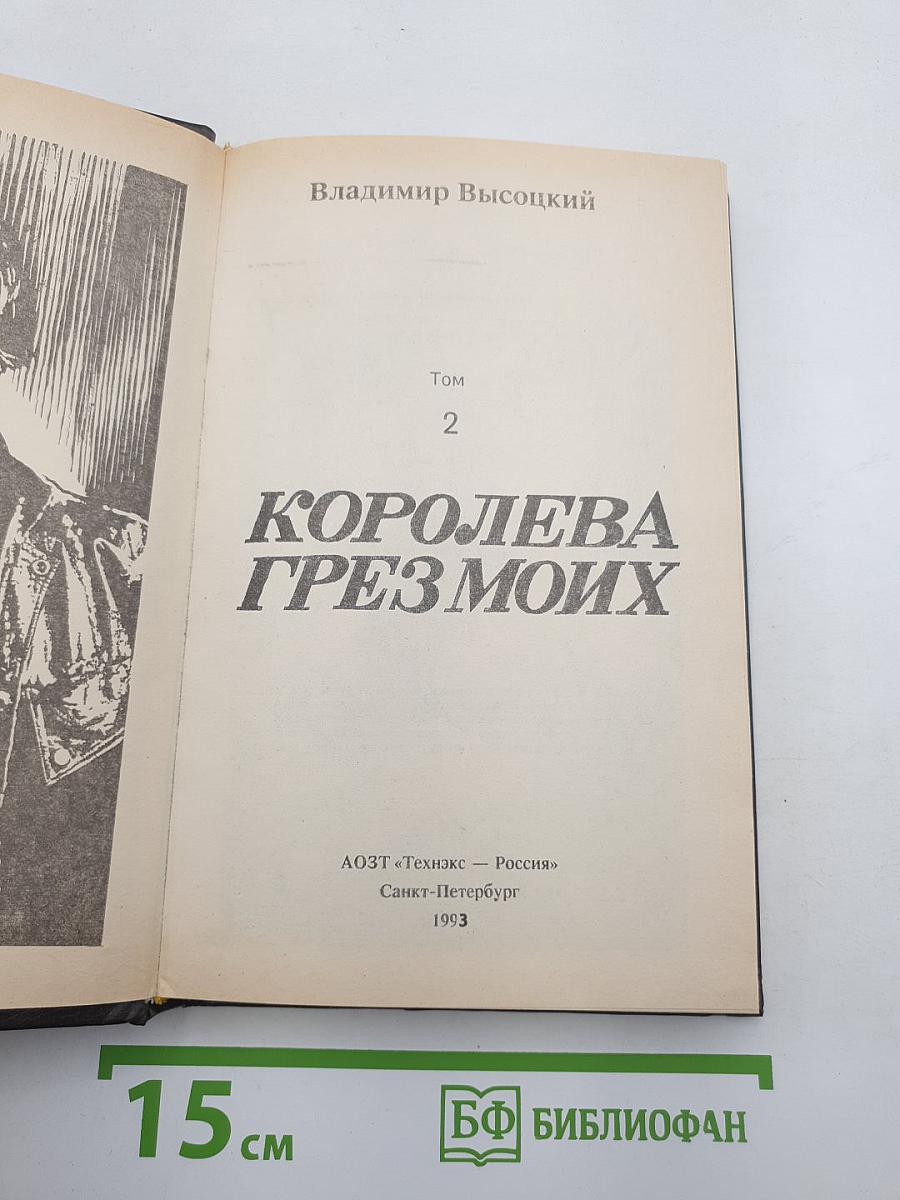 Владимир Высоцкий
Том
2
КОРОЛЕВА
ГРЕЗ МОИХ
АОЗТ «Технэкс — Россия»
Санкт-Петербург
1993
15 см
БФ БИБЛИОФАН